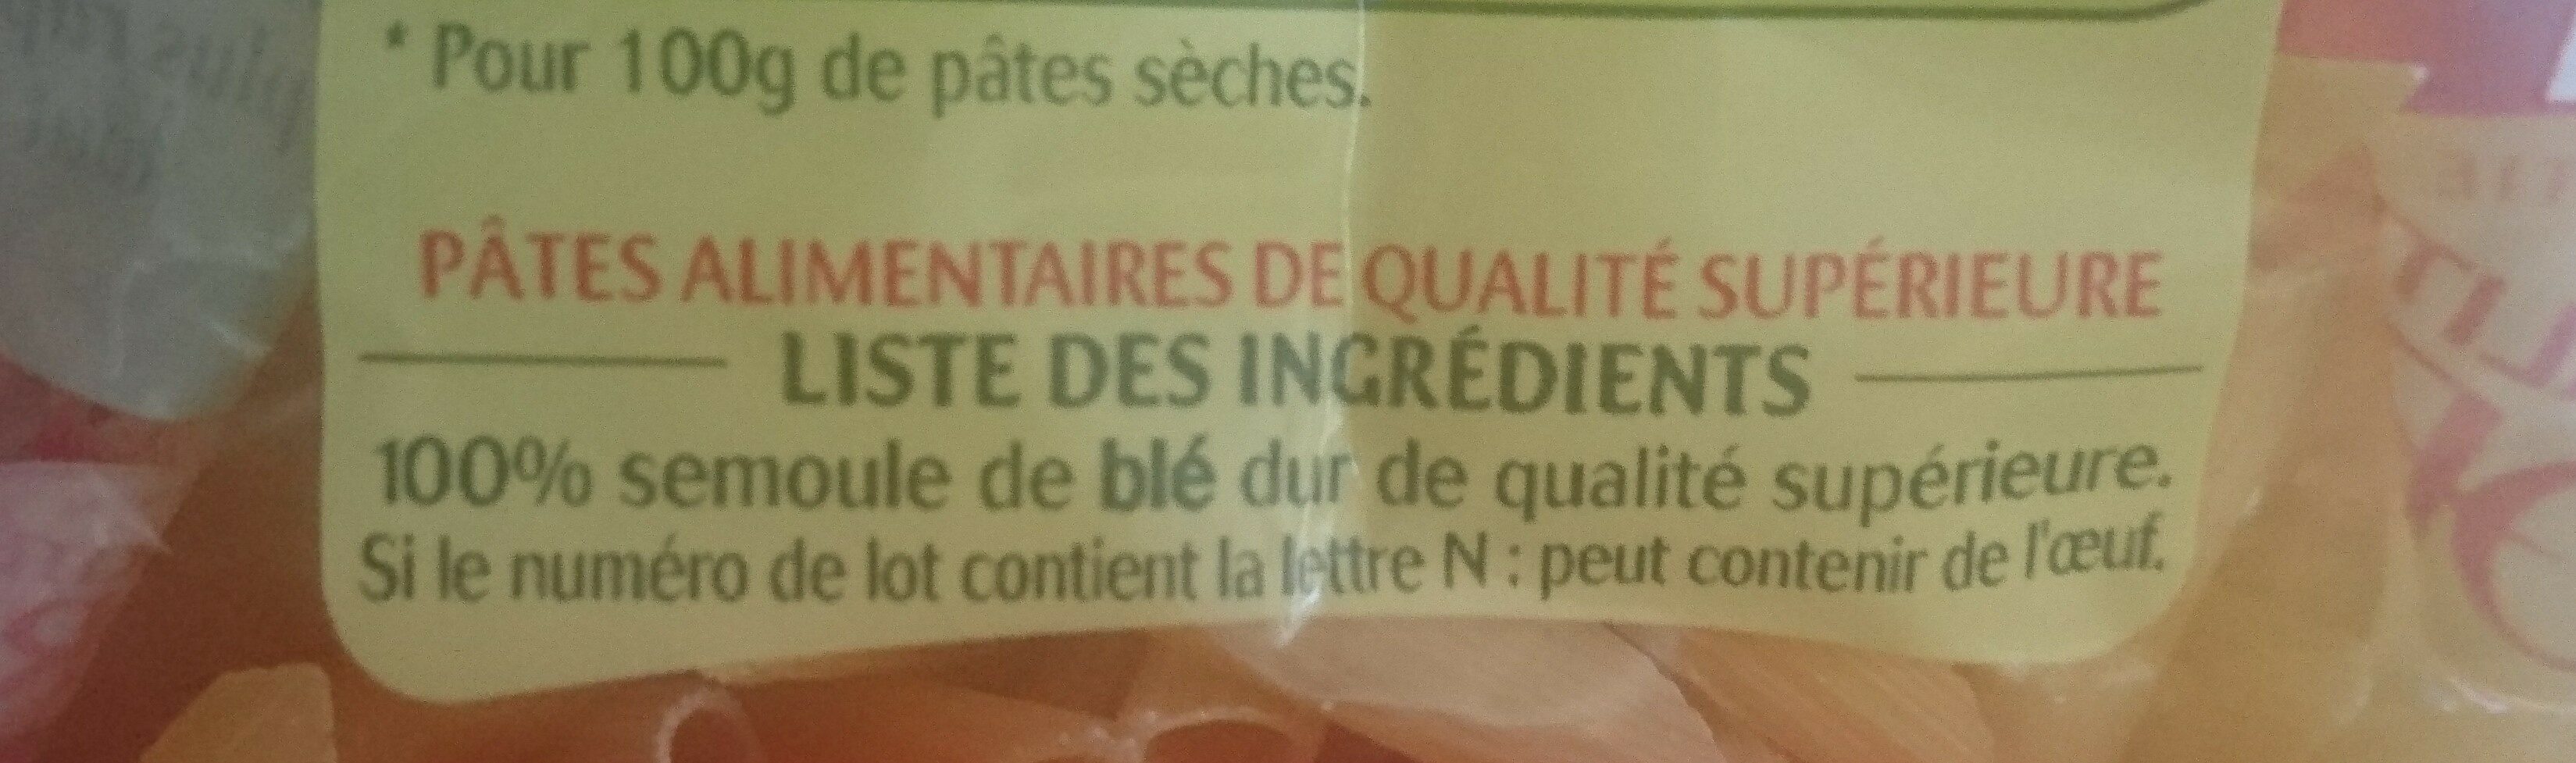 * Pour 100g de pâtes sèches.
PÂTES ALIMENTAIRES DE QUALITÉ SUPÉRIEURE
LISTE DES INGRÉDIENTS
100% semoule de blé dur de qualité supérieure.
Si le numéro de lot contient la lettre N : peut contenir de l'œuf.